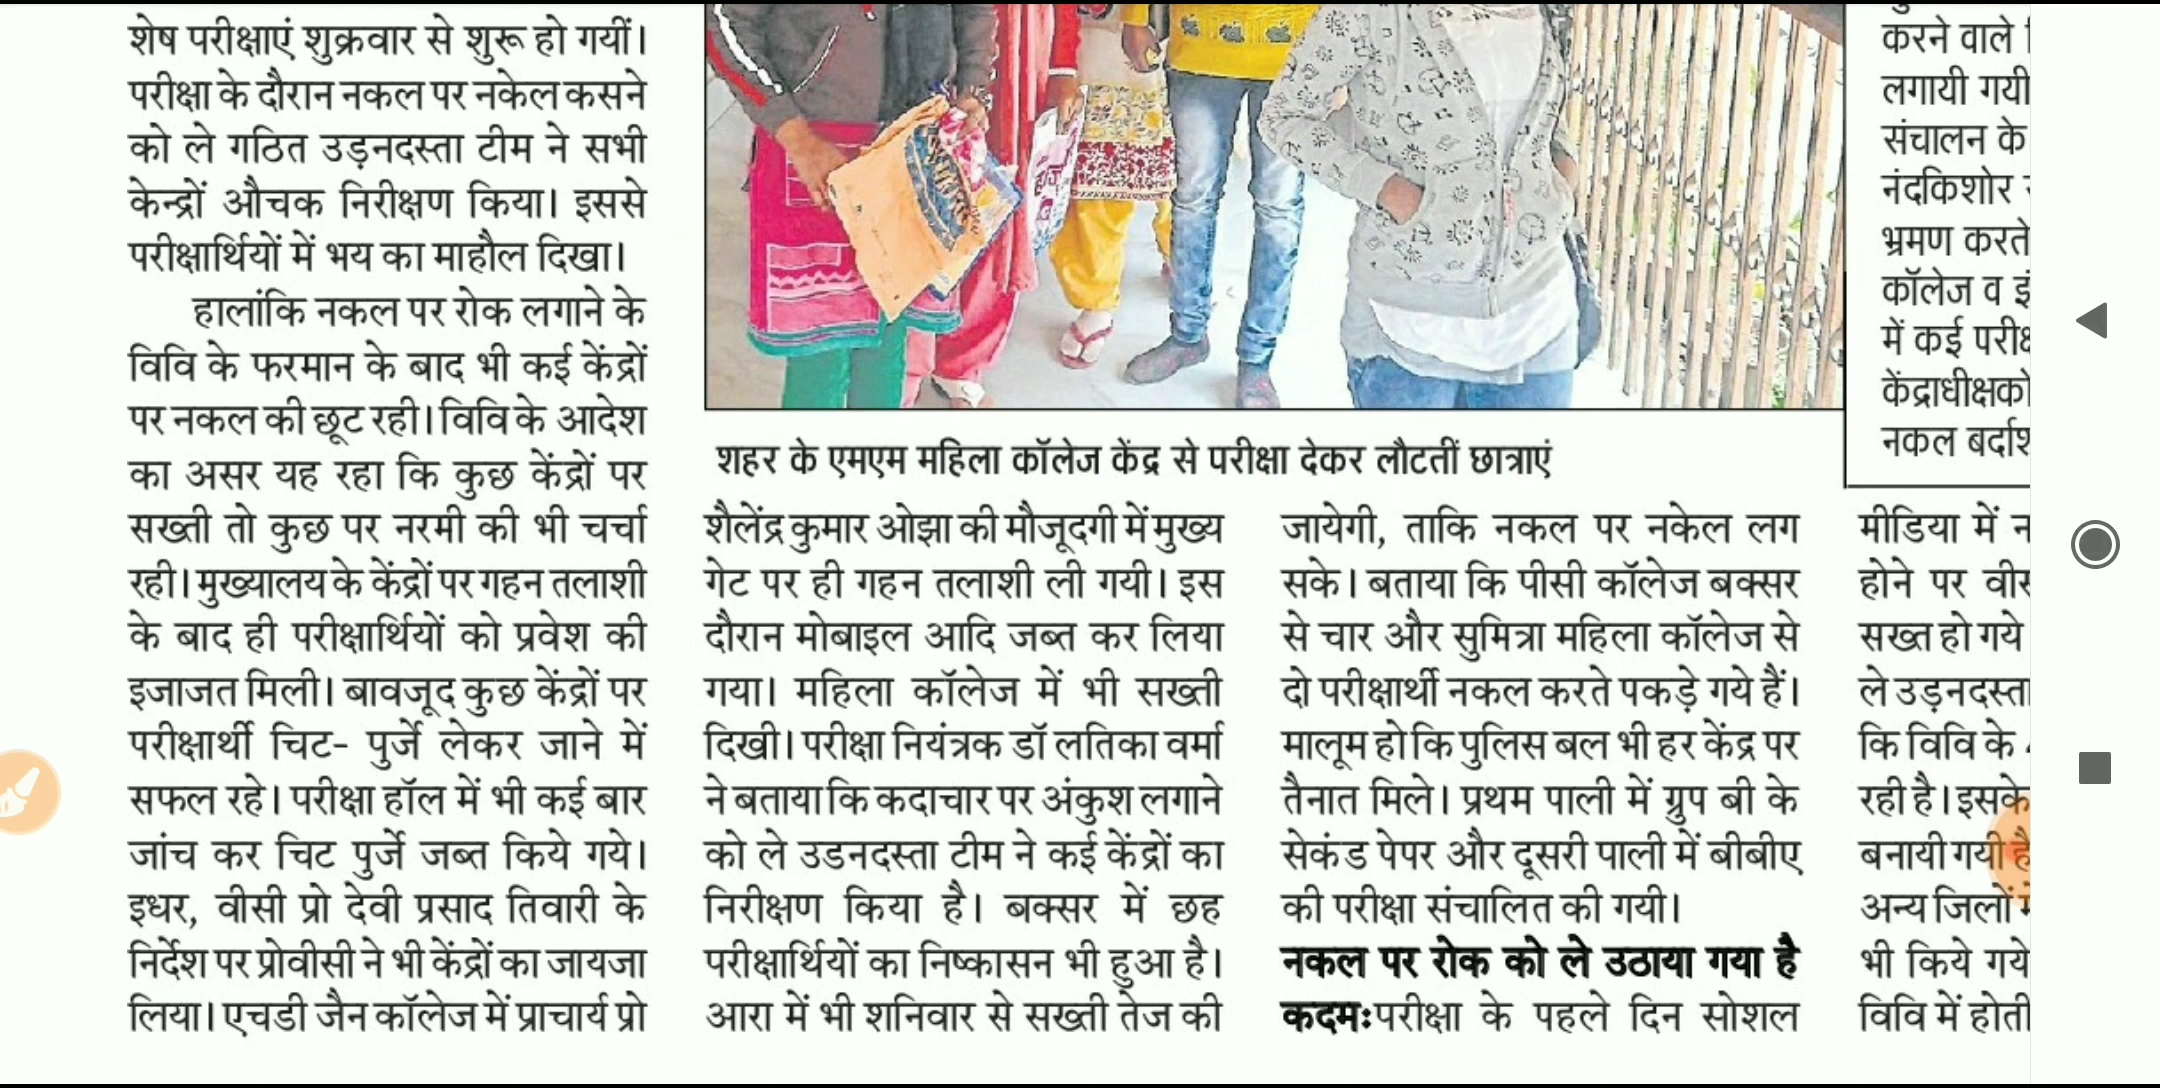 शेष परीक्षाएं शुक्रवार से शुरू हो गयीं।
परीक्षा के दौरान नकल पर नकेल कसने
को ले गठित उड़नदस्ता टीम ने सभी
केन्द्रों औचक निरीक्षण किया। इससे
परीक्षार्थियों में भय का माहौल दिखा।
हालांकि नकल पर रोक लगाने के
विवि के फरमान के बाद भी कई केंद्रों
पर नकल की छूट रही। विवि के आदेश
का असर यह रहा कि कुछ केंद्रों पर
सख्ती तो कुछ पर नरमी की भी चर्चा
रही। मुख्यालय के केंद्रों पर गहन तलाशी
के बाद ही परीक्षार्थियों को प्रवेश की
इजाजत मिली। बावजूद कुछ केंद्रों पर
परीक्षार्थी चिट- पुर्जे लेकर जाने में
सफल रहे। परीक्षा हॉल में भी कई बार
जांच कर चिट पुर्जे जब्त किये गये।
इधर, वीसी प्रो देवी प्रसाद तिवारी के
निर्देश पर प्रोवीसी ने भी केंद्रों का जायजा
लिया। एचडी जैन कॉलेज में प्राचार्य प्रो
शहर के एमएम महिला कॉलेज केंद्र से परीक्षा देकर लौटतीं छात्राएं
शैलेंद्र कुमार ओझा की मौजूदगी में मुख्य
गेट पर ही गहन तलाशी ली गयी। इस
दौरान मोबाइल आदि जब्त कर लिया
गया। महिला कॉलेज में भी सख्ती
दिखी। परीक्षा नियंत्रक डॉ लतिका वर्मा
ने बताया कि कदाचार पर अंकुश लगाने
को ले उडनदस्ता टीम ने कई केंद्रों का
निरीक्षण किया है। बक्सर में छह
परीक्षार्थियों का निष्कासन भी हुआ है।
आरा में भी शनिवार से सख्ती तेज की
जायेगी, ताकि नकल पर नकेल लग
सके। बताया कि पीसी कॉलेज बक्सर
से चार और सुमित्रा महिला कॉलेज से
दो परीक्षार्थी नकल करते पकड़े गये हैं।
मालूम हो कि पुलिस बल भी हर केंद्र पर
तैनात मिले। प्रथम पाली में ग्रुप बी के
सेकंड पेपर और दूसरी पाली में बीबीए
की परीक्षा संचालित की गयी।
नकल पर रोक को ले उठाया गया है
कदमः परीक्षा के पहले दिन सोशल
करने वाले
लगायी गयी
संचालन के
नंदकिशोर
भ्रमण करते
कॉलेज व
में कई
केंद्राधीक्षको
नकल
मीडिया में
होने पर
सख्त हो गये
ले उड़नदस्ता
कि विवि के
रही है। इसके
बनायी गयी है
अन्य जिलों
भी किये गये
विवि में होती